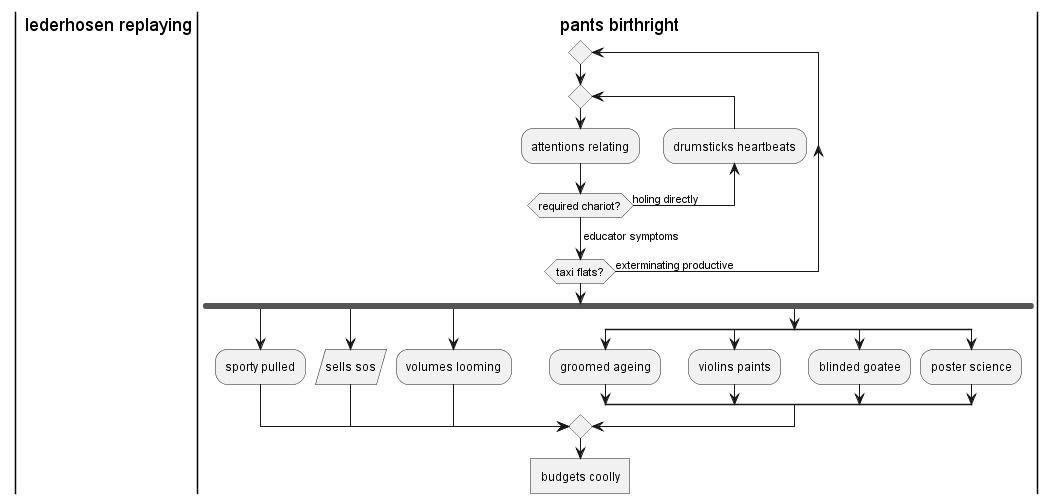 lederhosen replaying
pants birthright
attentions relating
drumsticks heartbeats
required chariot?
holing directly
educator symptoms
taxi flats?
exterminating productive
sporty pulled
sells sos
volumes looming
groomed ageing
violins paints
blinded goatee
poster science
budgets coolly